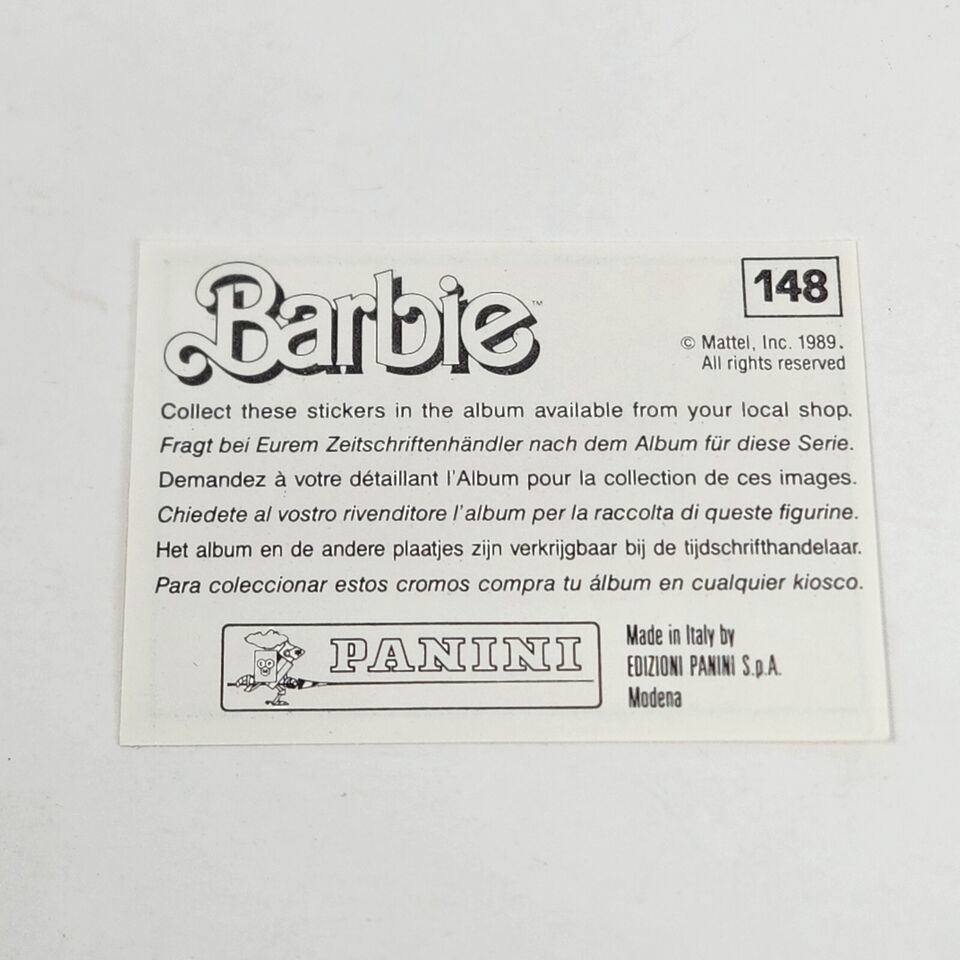 Barbie™
148
© Mattel, Inc. 1989.
All rights reserved
Collect these stickers in the album available from your local shop.
Fragt bei Eurem Zeitschriftenhändler nach dem Album für diese Serie.
Demandez à votre détaillant l'Album pour la collection de ces images.
Chiedete al vostro rivenditore l'album per la raccolta di queste figurine.
Het album en de andere plaatjes zijn verkrijgbaar bij de tijdschrifthandelaar.
Para coleccionar estos cromos compra tu álbum en cualquier kiosco.
PANINI
Made in Italy by
EDIZIONI PANINI S.p.A.
Modena